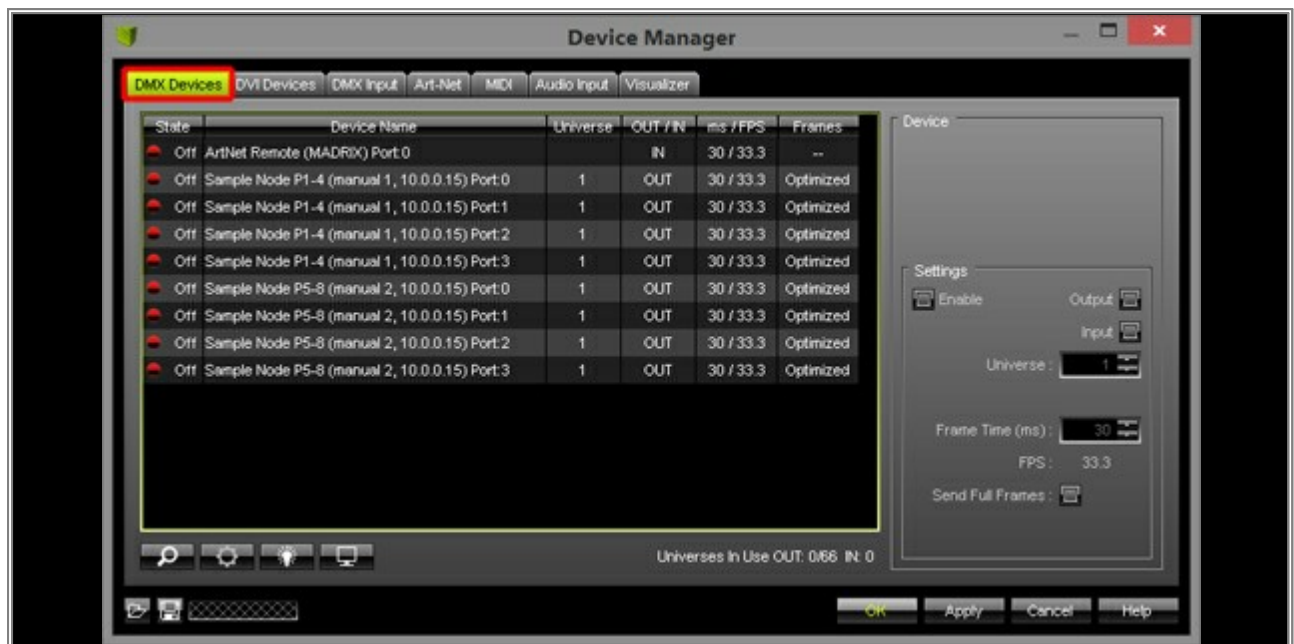 Device Manager
DMX Devices DVI Devices DMX Input Art-Net MIDI Audio Input Visualizer
State Device Name Universe OUT / IN ms / FPS Frames Device
Off ArtNet Remote (MADRIX) Port:0 IN 30 / 33.3 --
Off Sample Node P1-4 (manual 1, 10.0.0.15) Port:0 1 OUT 30 / 33.3 Optimized
Off Sample Node P1-4 (manual 1, 10.0.0.15) Port:1 1 OUT 30 / 33.3 Optimized
Off Sample Node P1-4 (manual 1, 10.0.0.15) Port:2 1 OUT 30 / 33.3 Optimized
Off Sample Node P1-4 (manual 1, 10.0.0.15) Port:3 1 OUT 30 / 33.3 Optimized
Off Sample Node P5-8 (manual 2, 10.0.0.15) Port:0 1 OUT 30 / 33.3 Optimized
Off Sample Node P5-8 (manual 2, 10.0.0.15) Port:1 1 OUT 30 / 33.3 Optimized
Off Sample Node P5-8 (manual 2, 10.0.0.15) Port:2 1 OUT 30 / 33.3 Optimized
Off Sample Node P5-8 (manual 2, 10.0.0.15) Port:3 1 OUT 30 / 33.3 Optimized
Settings
Enable Output
Input
Universe : 1
Frame Time (ms) : 30
FPS : 33.3
Send Full Frames :
Universes In Use OUT: 0/66 IN: 0
OK Apply Cancel Help